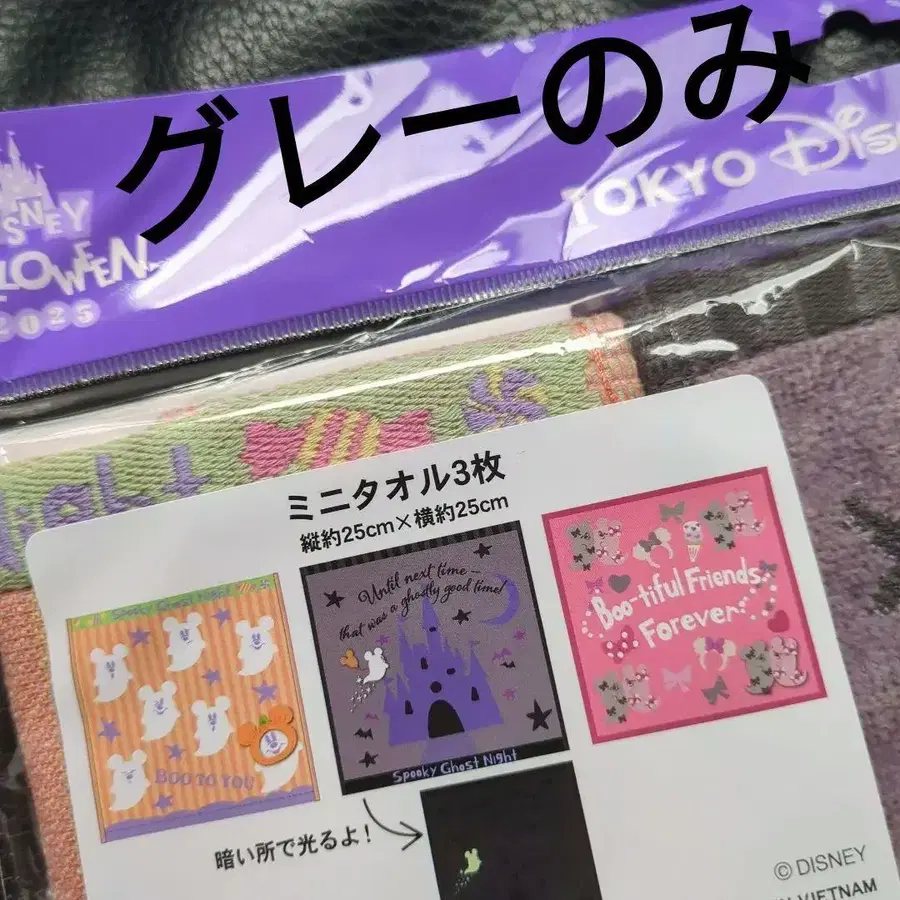 グレーのみ
TOKYO Dis
SNEY
LOWEEN
2025
ight
ミニタオル3枚
縦約25cm×横約25cm
Spooky Ghost Night
BOO TO YOU
Until next time –
that was a ghostly good time!
Spooky Ghost Night
Boo-tiful Friends
Forever
暗い所で光るよ!
©DISNEY
VIETNAM